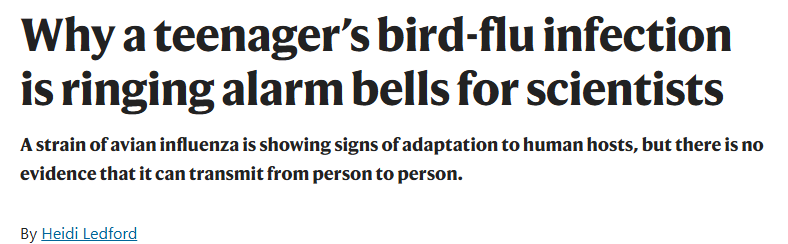 Why a teenager’s bird-flu infection
is ringing alarm bells for scientists
A strain of avian influenza is showing signs of adaptation to human hosts, but there is no
evidence that it can transmit from person to person.
By Heidi Ledford